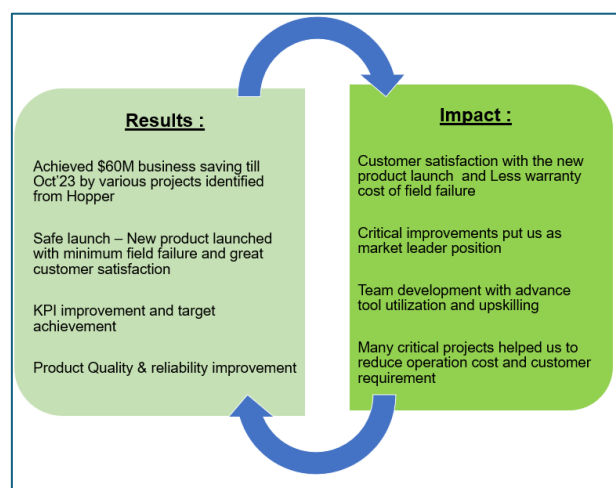 Results :
Achieved $60M business saving till
Oct'23 by various projects identified
from Hopper
Safe launch – New product launched
with minimum field failure and great
customer satisfaction
KPI improvement and target
achievement
Product Quality & reliability improvement
Impact :
Customer satisfaction with the new
product launch and Less warranty
cost of field failure
Critical improvements put us as
market leader position
Team development with advance
tool utilization and upskilling
Many critical projects helped us to
reduce operation cost and customer
requirement